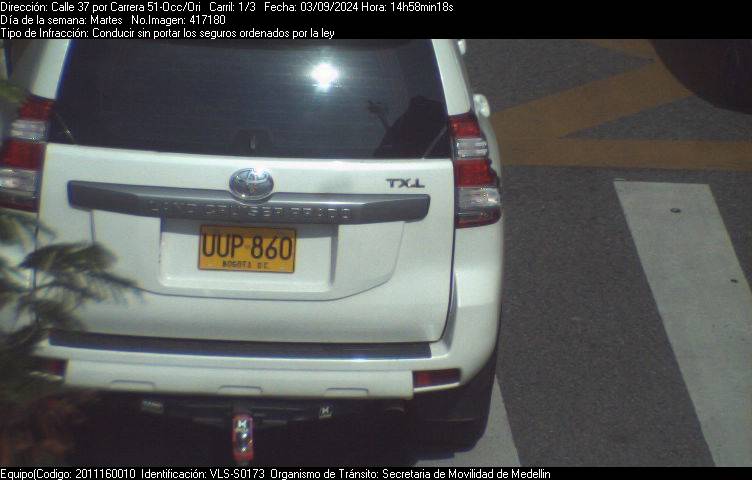 Dirección: Calle 37 por Carrera 51-Occ/Ori Carril: 1/3 Fecha: 03/09/2024 Hora: 14h58min18s
Día de la semana: Martes No.Imagen: 417180
Tipo de Infracción: Conducir sin portar los seguros ordenados por la ley
TX.L
LAND CRUISER PRADO
UUP 860
BOGOTA D.C.
Equipo(Codigo: 2011160010 Identificación: VLS-S0173 Organismo de Tránsito: Secretaria de Movilidad de Medellin